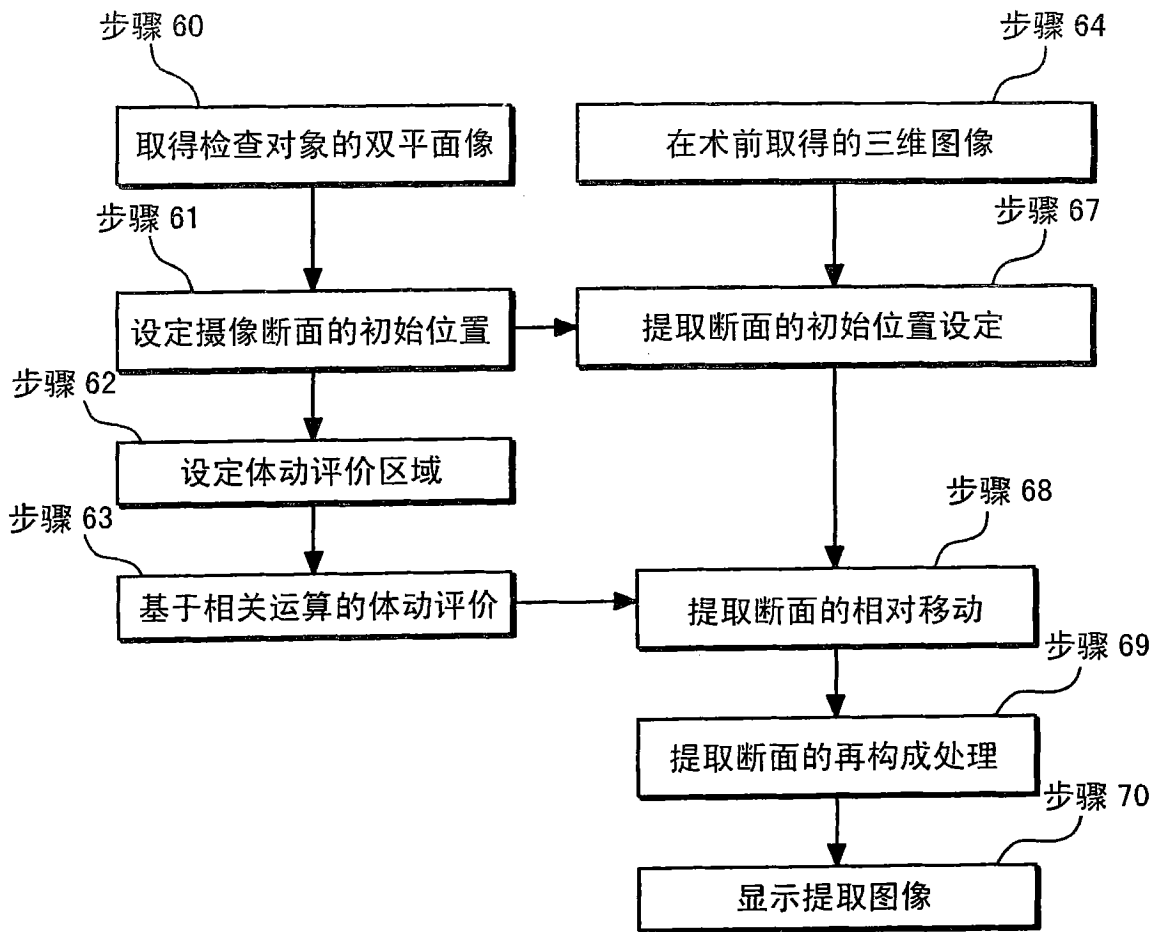 步骤 60
取得检查对象的双平面像
步骤 61
设定摄像断面的初始位置
步骤 62
设定体动评价区域
步骤 63
基于相关运算的体动评价
步骤 64
在术前取得的三维图像
步骤 67
提取断面的初始位置设定
步骤 68
提取断面的相对移动
步骤 69
提取断面的再构成处理
步骤 70
显示提取图像